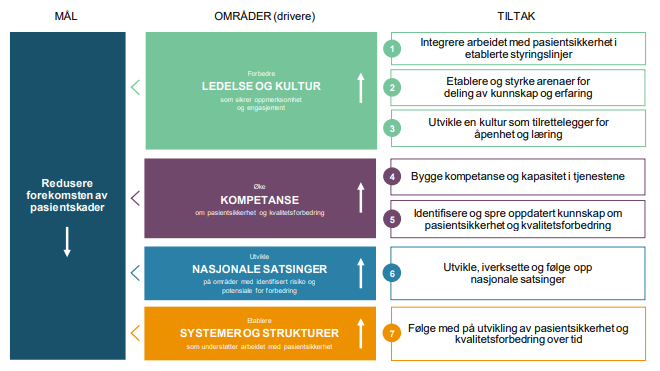 MÅL
OMRÅDER (drivere)
TILTAK
Redusere
forekomsten av
pasientskader
Forbedre
LEDELSE OG KULTUR
som sikrer oppmerksomhet
og engasjement
1
Integrere arbeidet med pasientsikkerhet i
etablerte styringslinjer
2
Etablere og styrke arenaer for
deling av kunnskap og erfaring
3
Utvikle en kultur som tilrettelegger for
åpenhet og læring
Øke
KOMPETANSE
om pasientsikkerhet og kvalitetsforbedring
4
Bygge kompetanse og kapasitet i tjenestene
5
Identifisere og spre oppdatert kunnskap om
pasientsikkerhet og kvalitetsforbedring
Utvikle
NASJONALE SATSINGER
på områder med identifisert risiko og
potensiale for forbedring
6
Utvikle, iverksette og følge opp
nasjonale satsinger
Etablere
SYSTEMER OG STRUKTURER
som understøtter arbeidet med pasientsikkerhet
7
Følge med på utvikling av pasientsikkerhet og
kvalitetsforbedring over tid